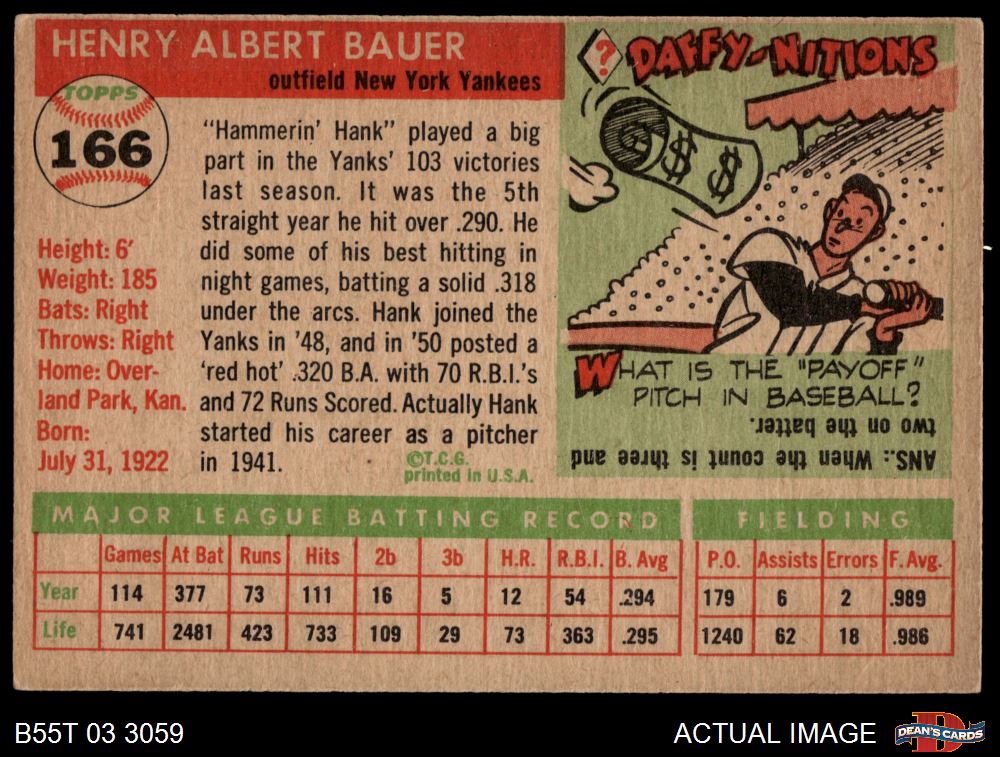 HENRY ALBERT BAUER
outfield New York Yankees
TOPPS
166
Height: 6'
Weight: 185
Bats: Right
Throws: Right
Home: Over-
land Park, Kan.
Born:
July 31, 1922
"Hammerin' Hank" played a big
part in the Yanks' 103 victories
last season. It was the 5th
straight year he hit over .290. He
did some of his best hitting in
night games, batting a solid .318
under the arcs. Hank joined the
Yanks in '48, and in '50 posted a
'red hot' .320 B.A. with 70 R.B.I.'s
and 72 Runs Scored. Actually Hank
started his career as a pitcher
in 1941.
©T.C.G.
printed in U.S.A.
? DAFFY-NITIONS
$ $ $
WHAT IS THE "PAYOFF"
PITCH IN BASEBALL?
ANS.: When the count is three and
two on the batter.
MAJOR LEAGUE BATTING RECORD
FIELDING
Games At Bat Runs Hits 2b 3b H.R. R.B.I. B. Avg P.O. Assists Errors F. Avg.
Year 114 377 73 111 16 5 12 54 .294 179 6 2 .989
Life 741 2481 423 733 109 29 73 363 .295 1240 62 18 .986
B55T 03 3059
ACTUAL IMAGE
D
DEAN'S CARDS